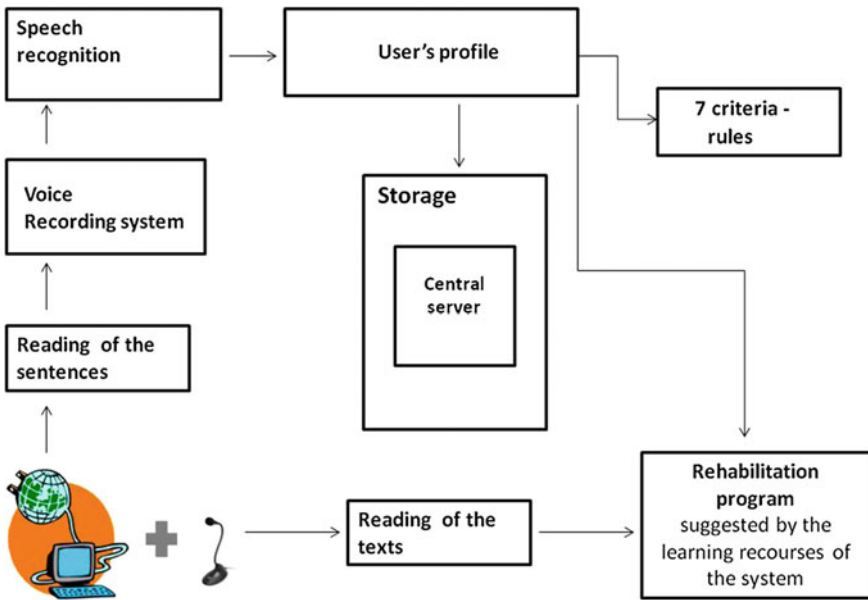 Speech
recognition
User's profile
7 criteria -
rules
Voice
Recording system
Storage
Central
server
Reading of the
sentences
Reading of the
texts
Rehabilitation
program
suggested by the
learning recourses of
the system